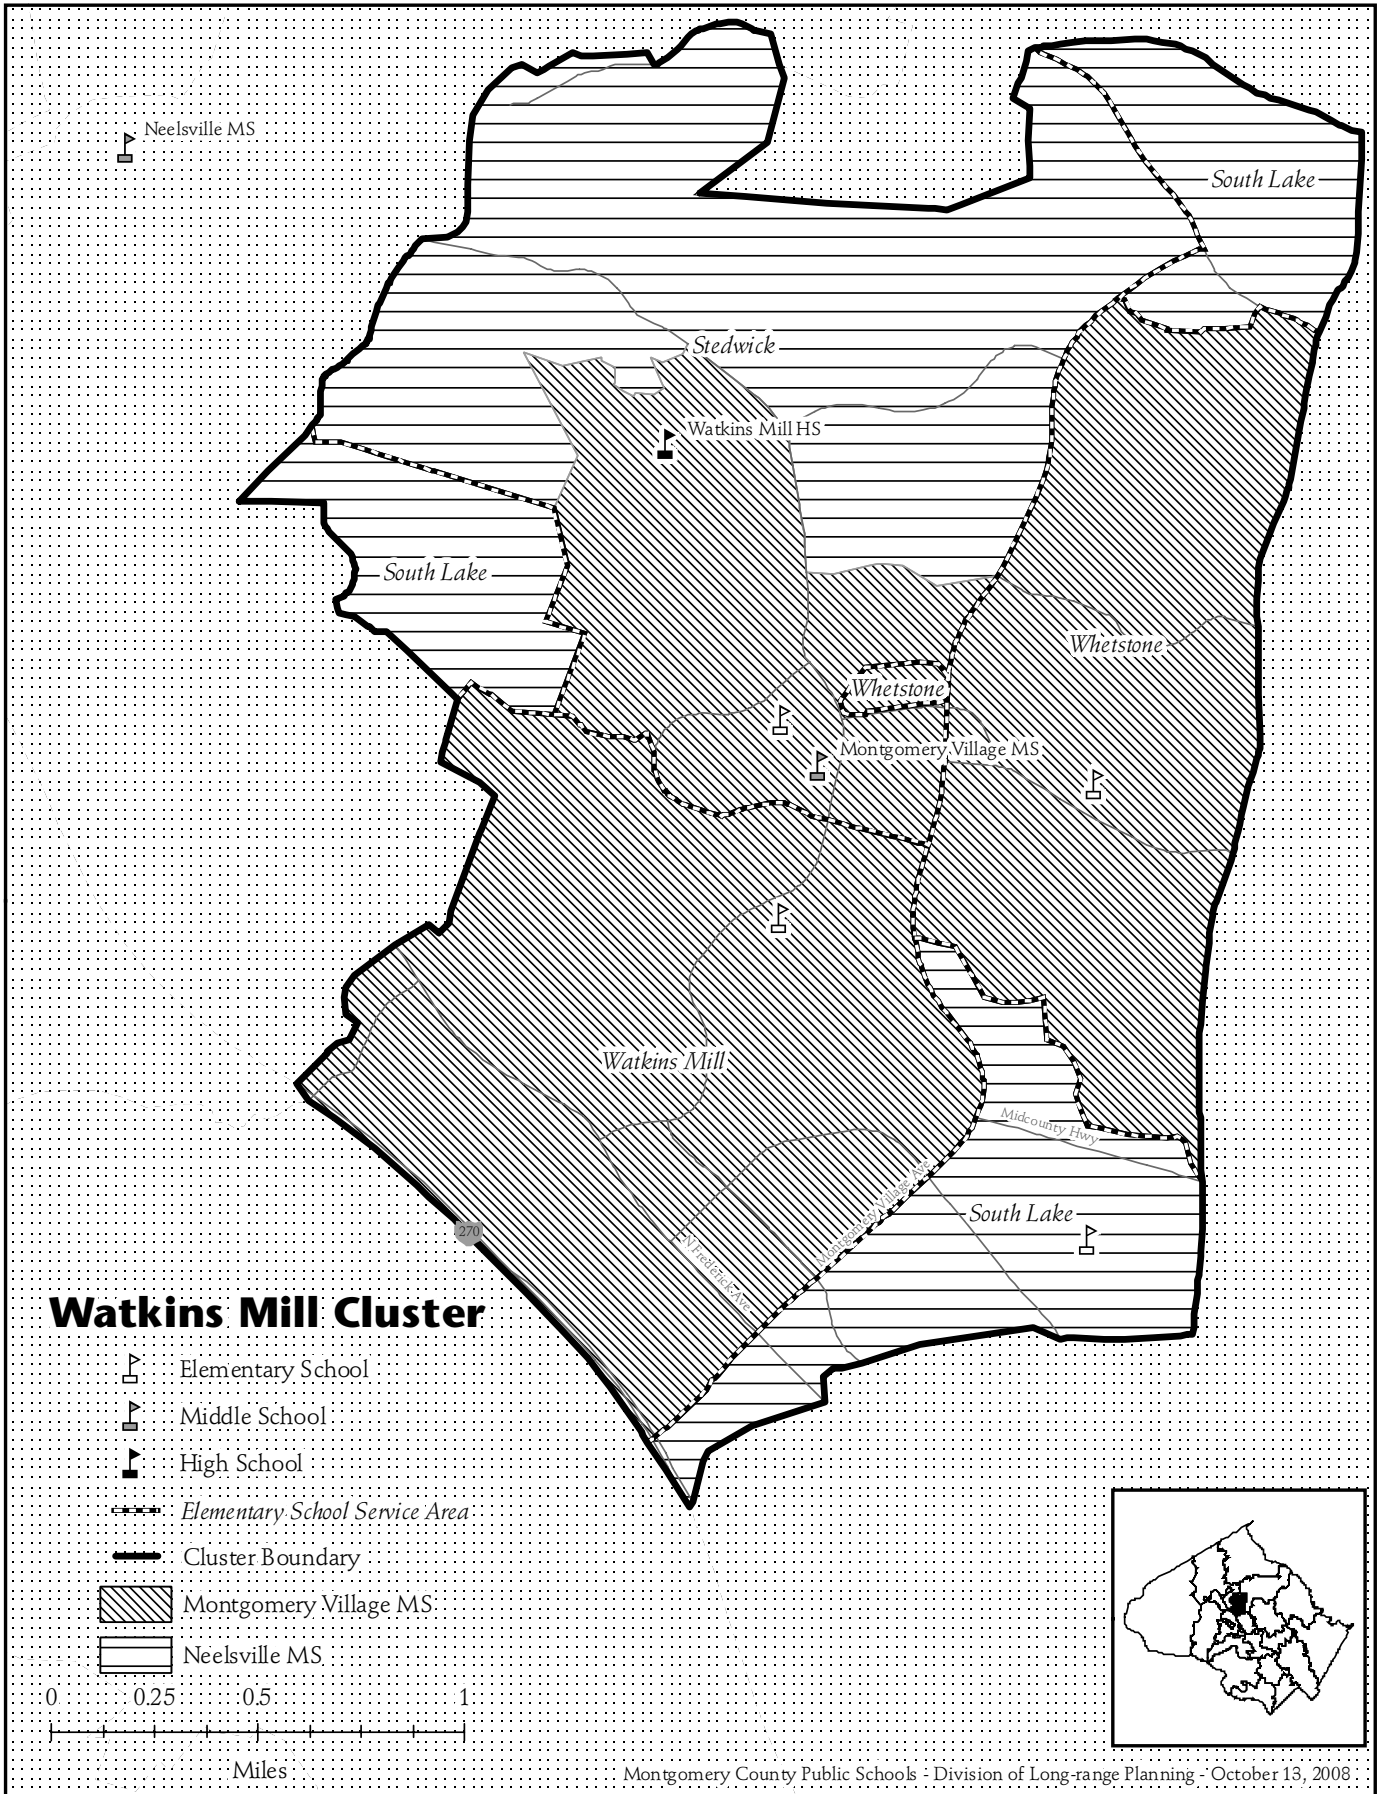 Neelsville MS
South Lake
Stedwick
Watkins Mill HS
South Lake
Whetstone
Whetstone
Montgomery Village MS
Watkins Mill
Midcounty Hwy
Montgomery Village Ave
South Lake
270
N Frederick Ave
Watkins Mill Cluster
Elementary School
Middle School
High School
Elementary School Service Area
Cluster Boundary
Montgomery Village MS
Neelsville MS
0 0.25 0.5 1
Miles
Montgomery County Public Schools - Division of Long-range Planning - October 13, 2008